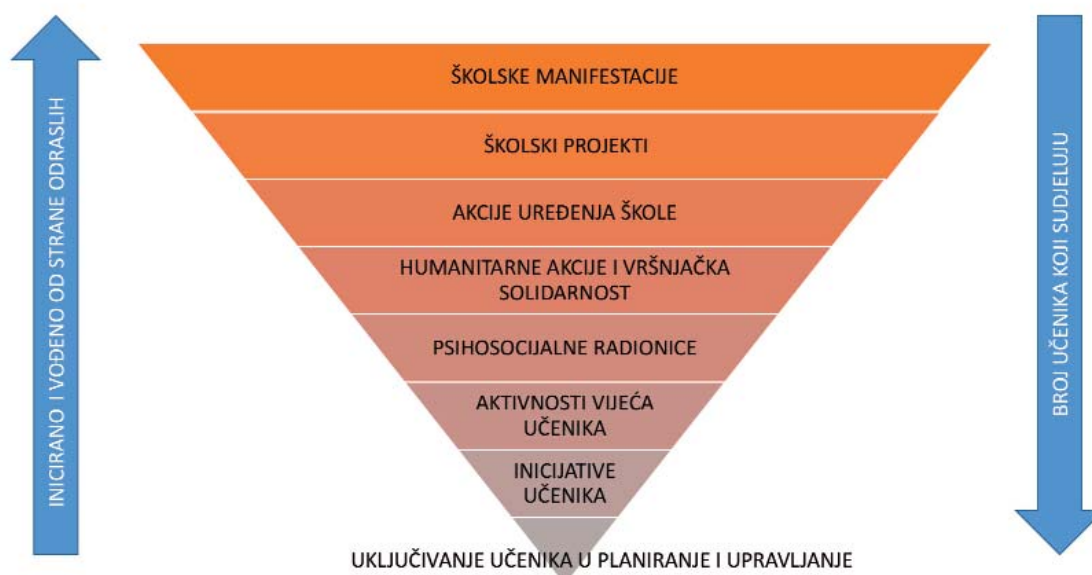 INICIRANO I VOĐENO OD STRANE ODRASLIH
ŠKOLSKE MANIFESTACIJE
ŠKOLSKI PROJEKTI
AKCIJE UREĐENJA ŠKOLE
HUMANITARNE AKCIJE I VRŠNJAČKA
SOLIDARNOST
PSIHOSOCIJALNE RADIONICE
AKTIVNOSTI VIJEĆA
UČENIKA
INICIJATIVE
UČENIKA
UKLJUČIVANJE UČENIKA U PLANIRANJE I UPRAVLJANJE
BROJ UČENIKA KOJI SUDJELUJU